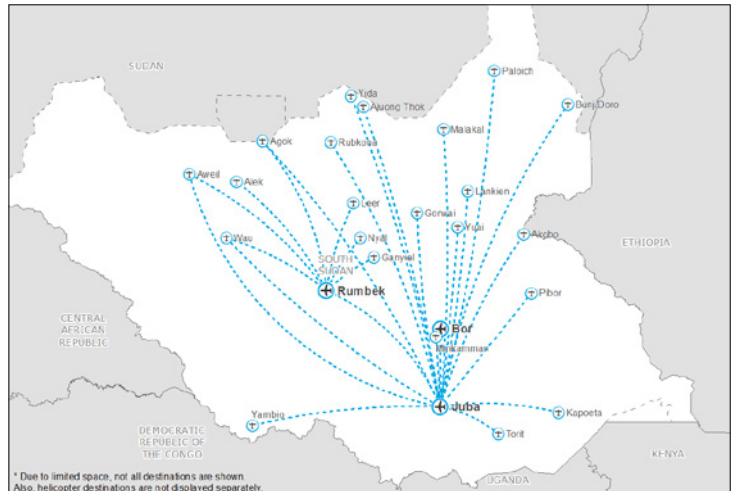 SUDAN
Paloich
Yida
Ajuong Thok
Bunj Doro
Malakal
Agok
Rubkona
Aweil
Alek
Lankien
Leer
Gorwai
Yuai
Akobo
Wau
Nyal
ETHIOPIA
Ganyiel
SOUTH
SUDAN
Rumbek
Pibor
CENTRAL
AFRICAN
REPUBLIC
Bor
Minkamman
Juba
Kapoeta
Yambio
Torit
DEMOCRATIC
REPUBLIC OF
THE CONGO
KENYA
UGANDA
* Due to limited space, not all destinations are shown.
Also, helicopter destinations are not displayed separately.